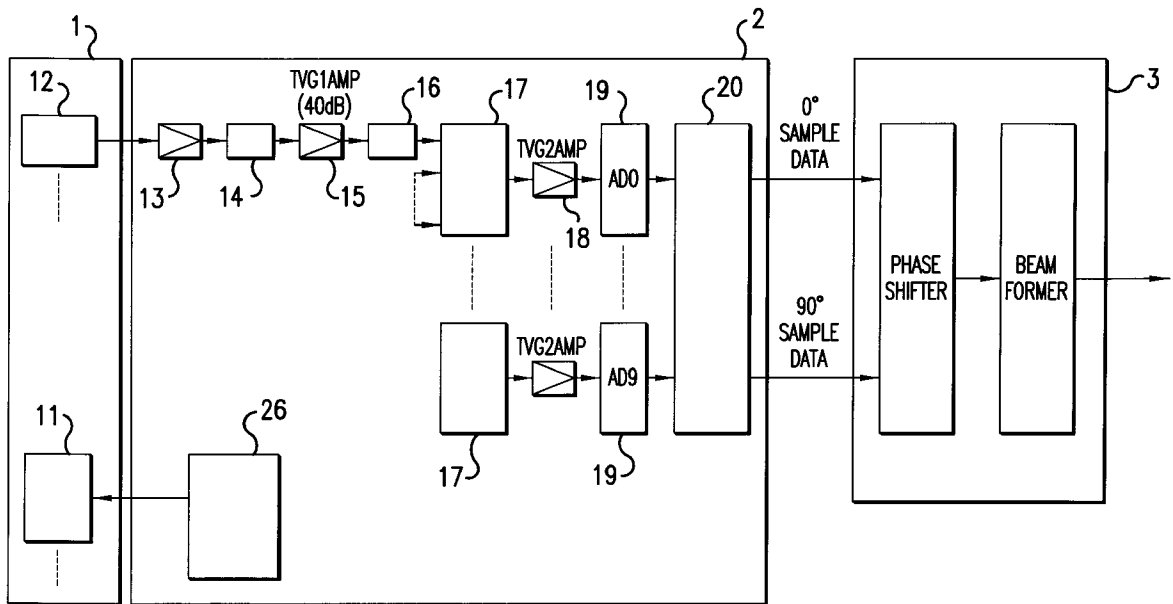 1
2
12
TVG1AMP
(40dB)
16
17
19
20
0°
SAMPLE
DATA
3
13
14
15
TVG2AMP
18
AD0
PHASE
SHIFTER
BEAM
FORMER
90°
SAMPLE
DATA
TVG2AMP
AD9
11
26
17
19